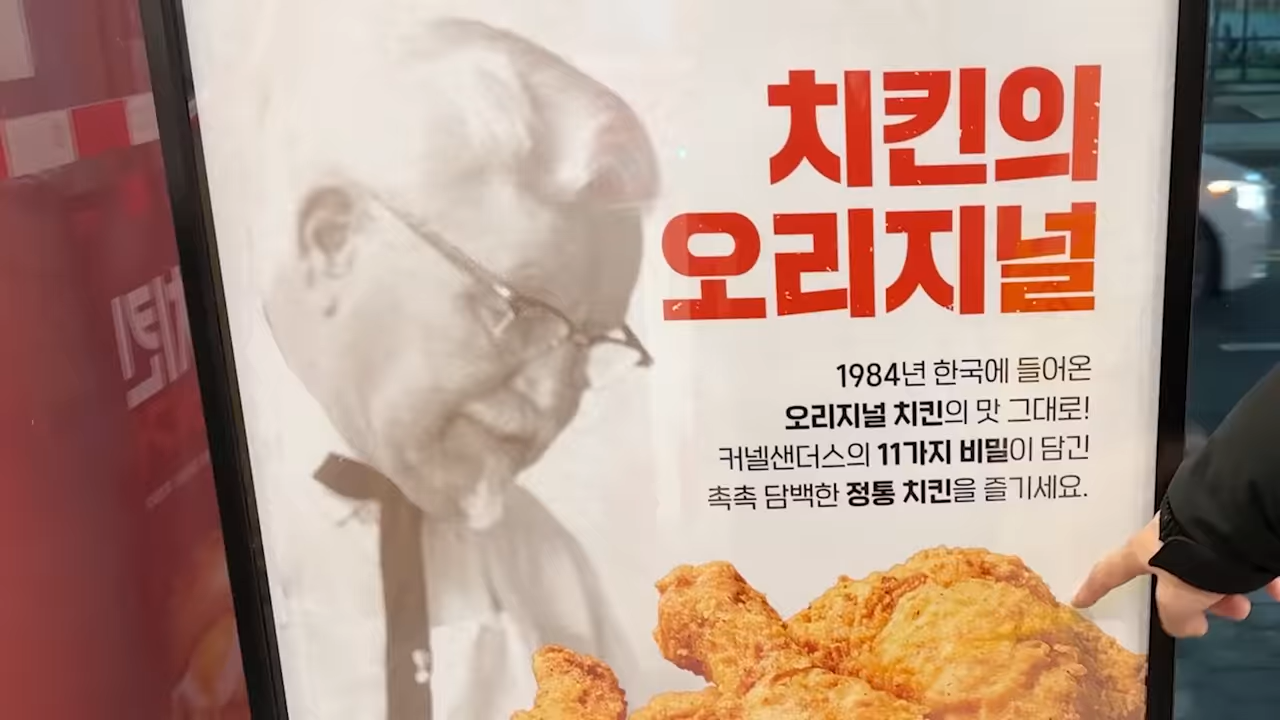 치킨의
오리지널
1984년 한국에 들어온
오리지널 치킨의 맛 그대로!
커넬샌더스의 11가지 비밀이 담긴
촉촉 담백한 정통 치킨을 즐기세요.